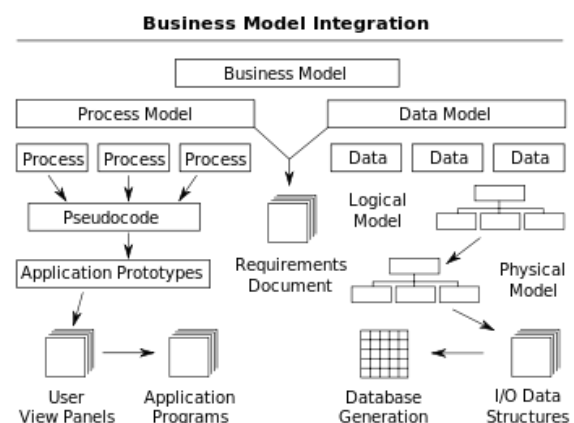 Business Model Integration
Business Model
Process Model
Data Model
Process
Process
Process
Data
Data
Data
Pseudocode
Logical
Model
Application Prototypes
Requirements
Document
Physical
Model
User
View Panels
Application
Programs
Database
Generation
I/O Data
Structures